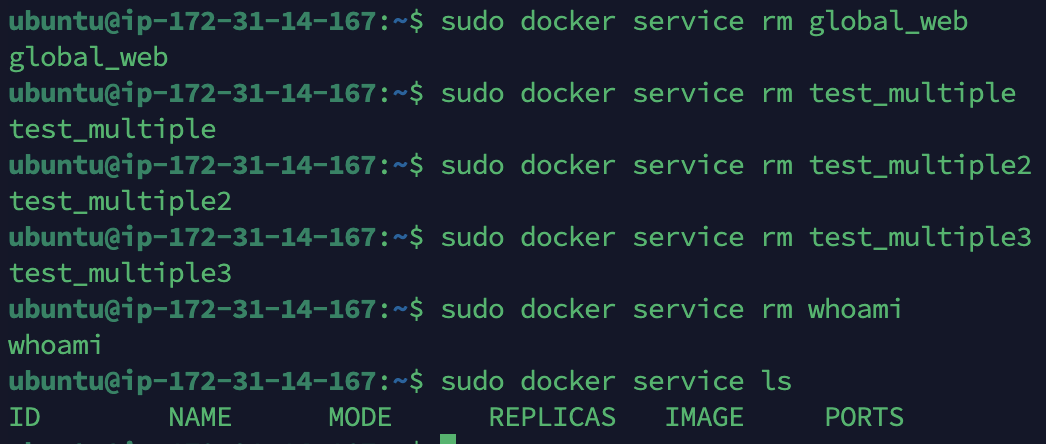 ubuntu@ip-172-31-14-167:~$ sudo docker service rm global_web
global_web
ubuntu@ip-172-31-14-167:~$ sudo docker service rm test_multiple
test_multiple
ubuntu@ip-172-31-14-167:~$ sudo docker service rm test_multiple2
test_multiple2
ubuntu@ip-172-31-14-167:~$ sudo docker service rm test_multiple3
test_multiple3
ubuntu@ip-172-31-14-167:~$ sudo docker service rm whoami
whoami
ubuntu@ip-172-31-14-167:~$ sudo docker service ls
ID        NAME      MODE      REPLICAS   IMAGE     PORTS